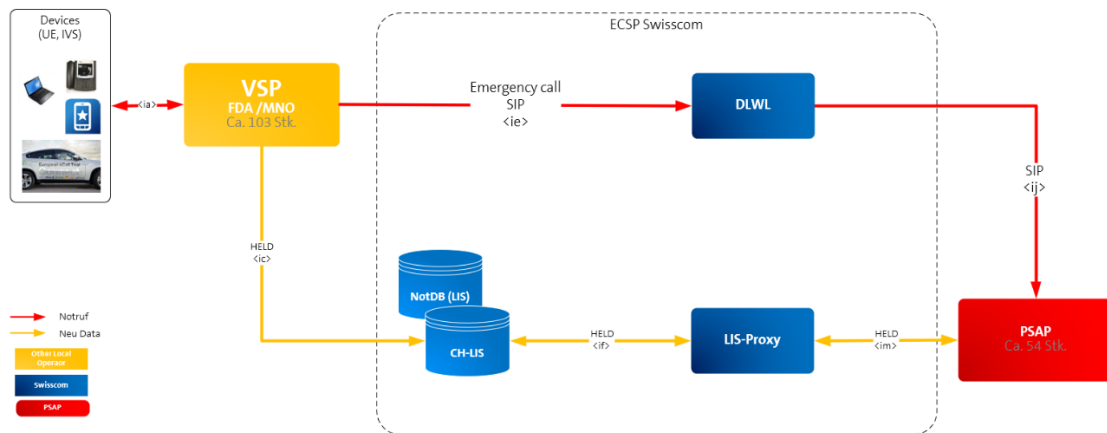 Devices
(UE, IVS)
ECSP Swisscom
<ia>
VSP
FDA /MNO
Ca. 103 Stk.
Emergency call
SIP
<ie>
DLWL
SIP
<ij>
HELD
<ic>
NotDB (LIS)
CH-LIS
HELD
<if>
LIS-Proxy
HELD
<im>
PSAP
Ca. 54 Stk.
Notruf
Neu Data
Other Local
Operaor
Swisscom
PSAP